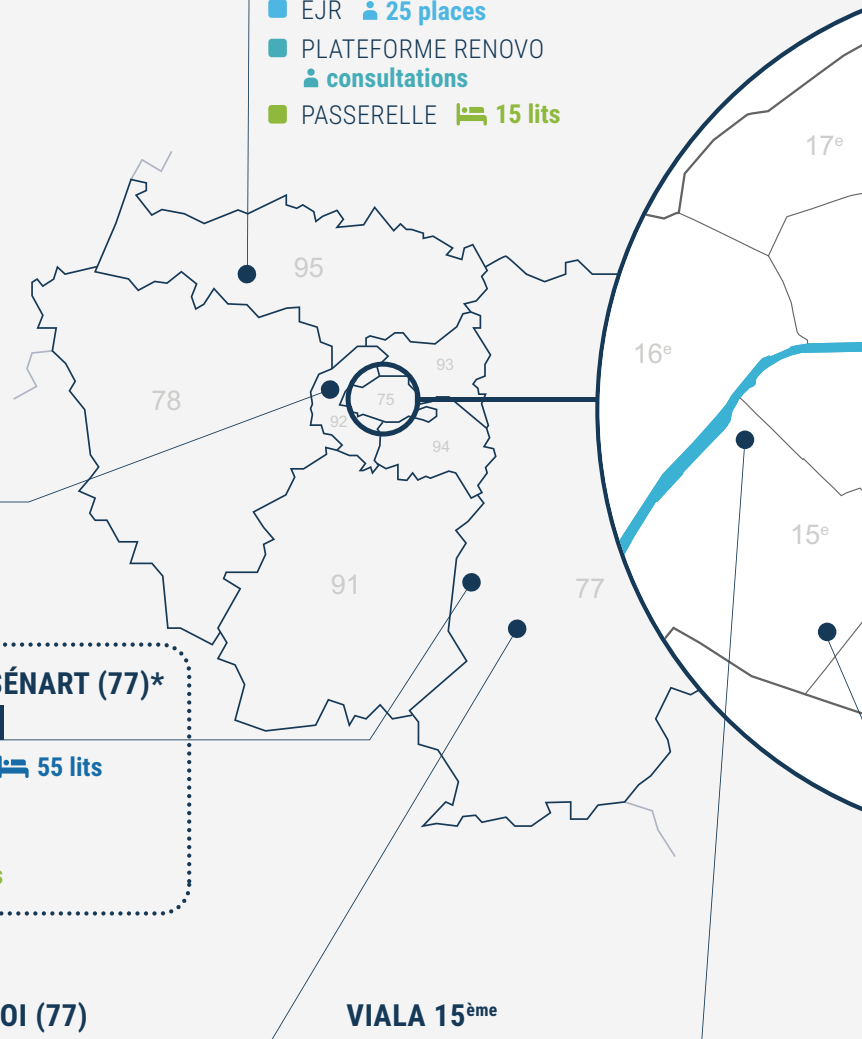 EJR 25 places
PLATEFORME RENOVO
consultations
PASSERELLE 15 lits
17e
95
16e
93
78
75
92
94
15e
91
77
SÉNART (77)*
55 lits
s
OI (77)
VIALA 15ème